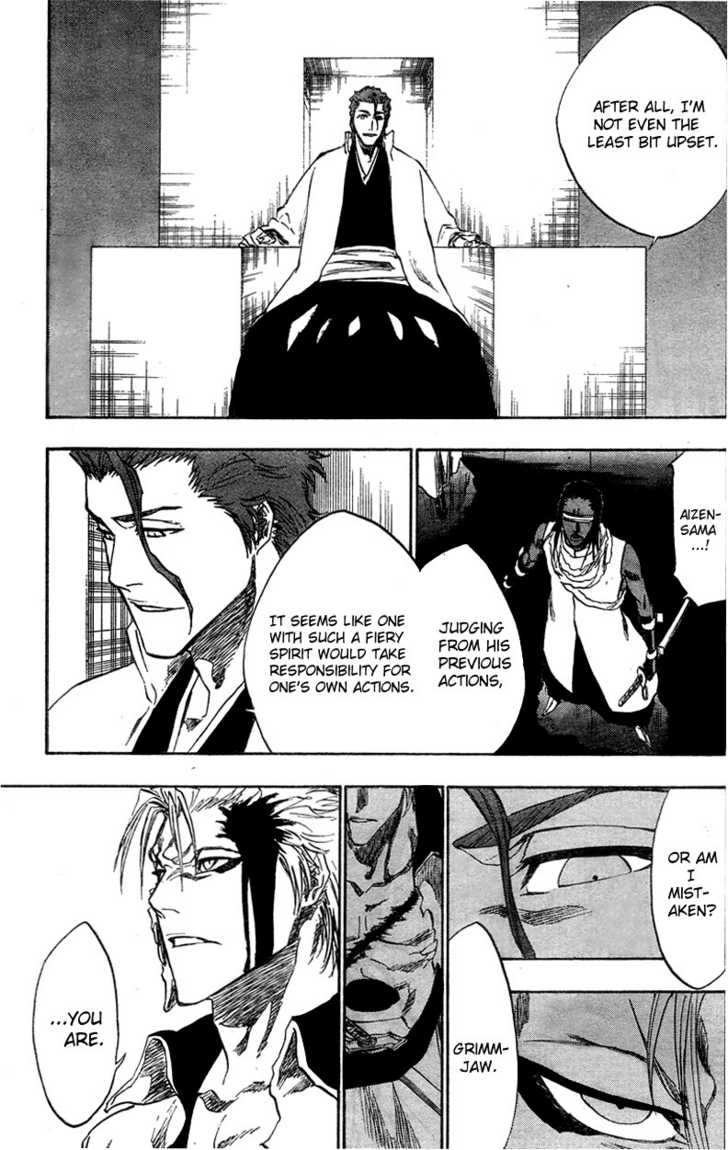 AFTER ALL, I'M
NOT EVEN THE
LEAST BIT UPSET.
AIZEN-
SAMA
...!
JUDGING
FROM HIS
PREVIOUS
ACTIONS,
IT SEEMS LIKE ONE
WITH SUCH A FIERY
SPIRIT WOULD TAKE
RESPONSIBILITY FOR
ONE'S OWN ACTIONS.
OR AM
I
MIST-
AKEN?
GRIMM-
JAW.
...YOU
ARE.